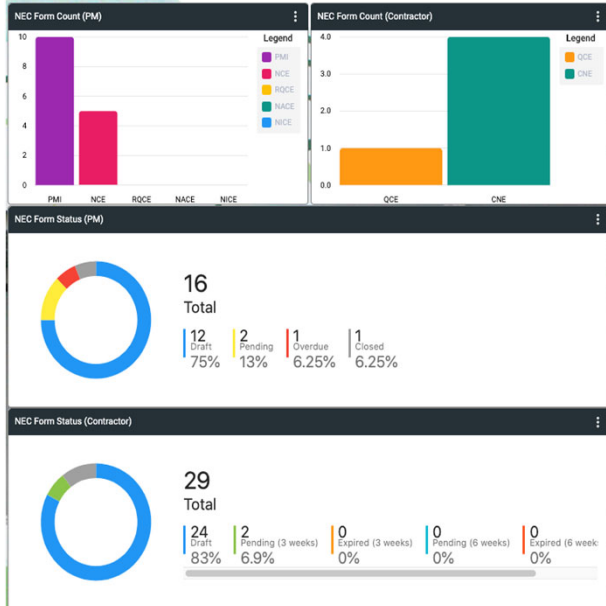 NEC Form Count (PM)
Legend
PMI
NCE
RQCE
NACE
NICE
10
8
6
4
2
0
PMI NCE RQCE NACE NICE
NEC Form Count (Contractor)
Legend
QCE
CNE
4.0
3.0
2.0
1.0
0.0
QCE CNE
NEC Form Status (PM)
16
Total
12 2 1 1
Draft Pending Overdue Closed
75% 13% 6.25% 6.25%
NEC Form Status (Contractor)
29
Total
24 2 0 0 0
Draft Pending (3 weeks) Expired (3 weeks) Pending (6 weeks) Expired (6 week
83% 6.9% 0% 0% 0%